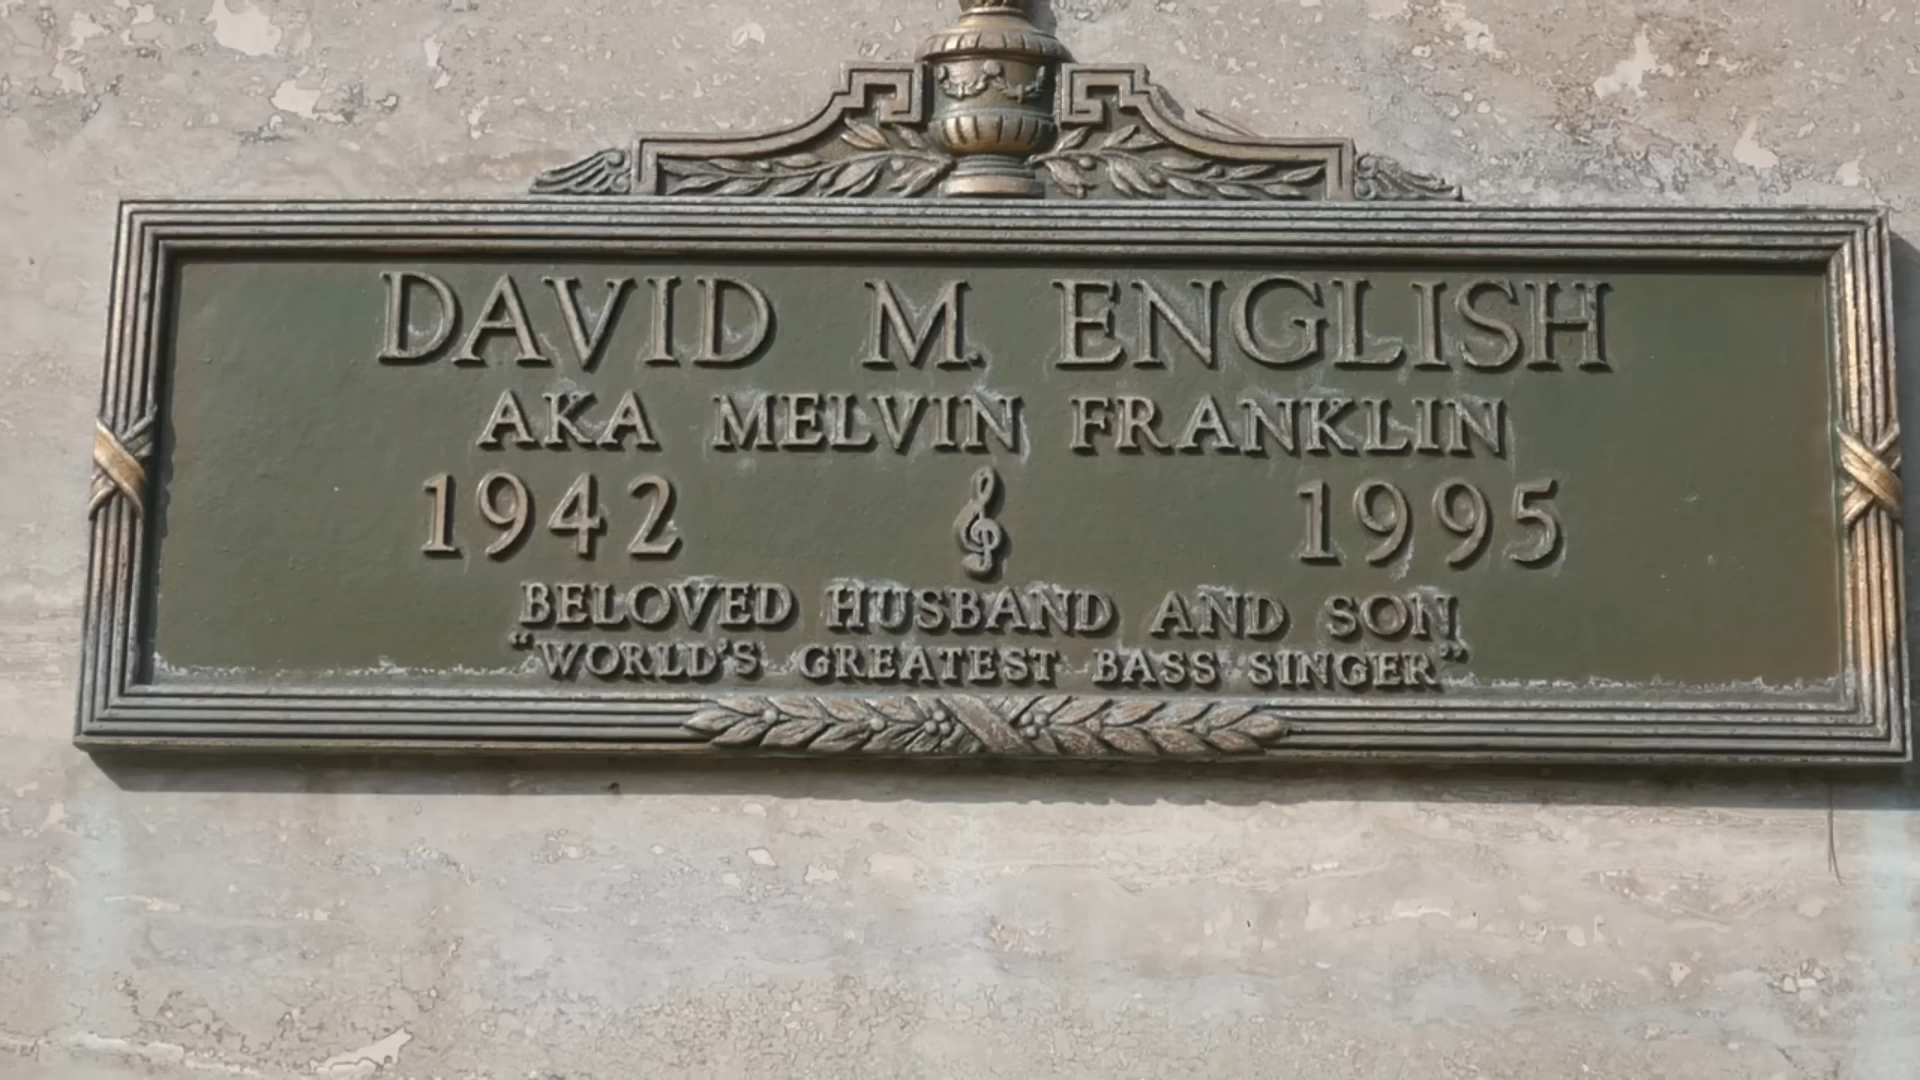 DAVID M. ENGLISH
AKA MELVIN FRANKLIN
1942 1995
BELOVED HUSBAND AND SON
"WORLD'S GREATEST BASS SINGER"